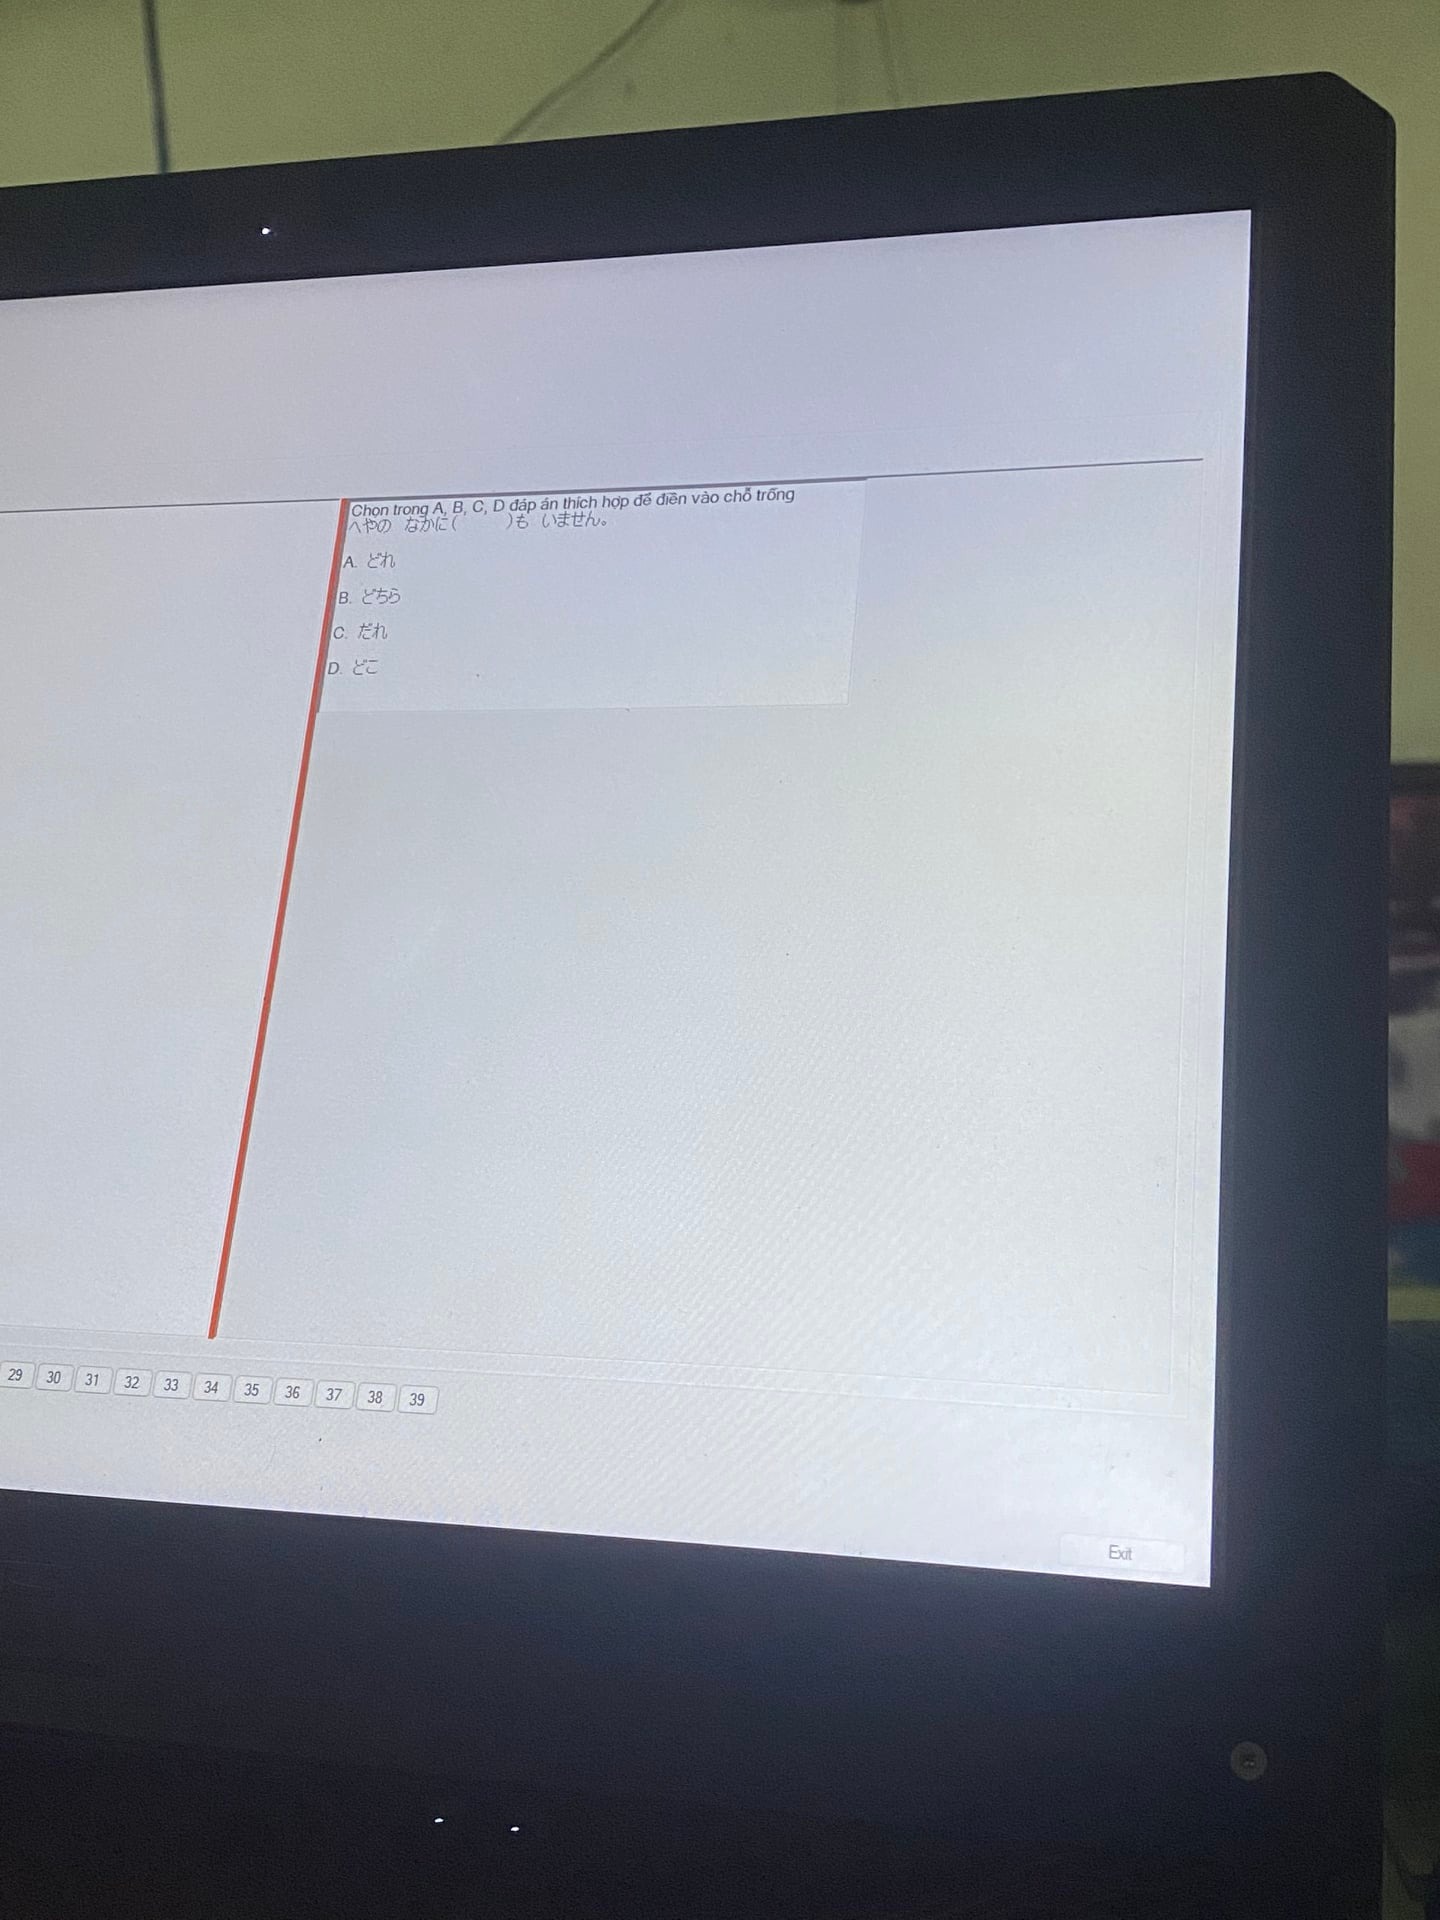 Chọn trong A, B, C, D đáp án thích hợp để điền vào chỗ trống
へやの なかに(　　)も いません。
A. どれ
B. どちら
C. だれ
D. どこ
29 30 31 32 33 34 35 36 37 38 39
Exit